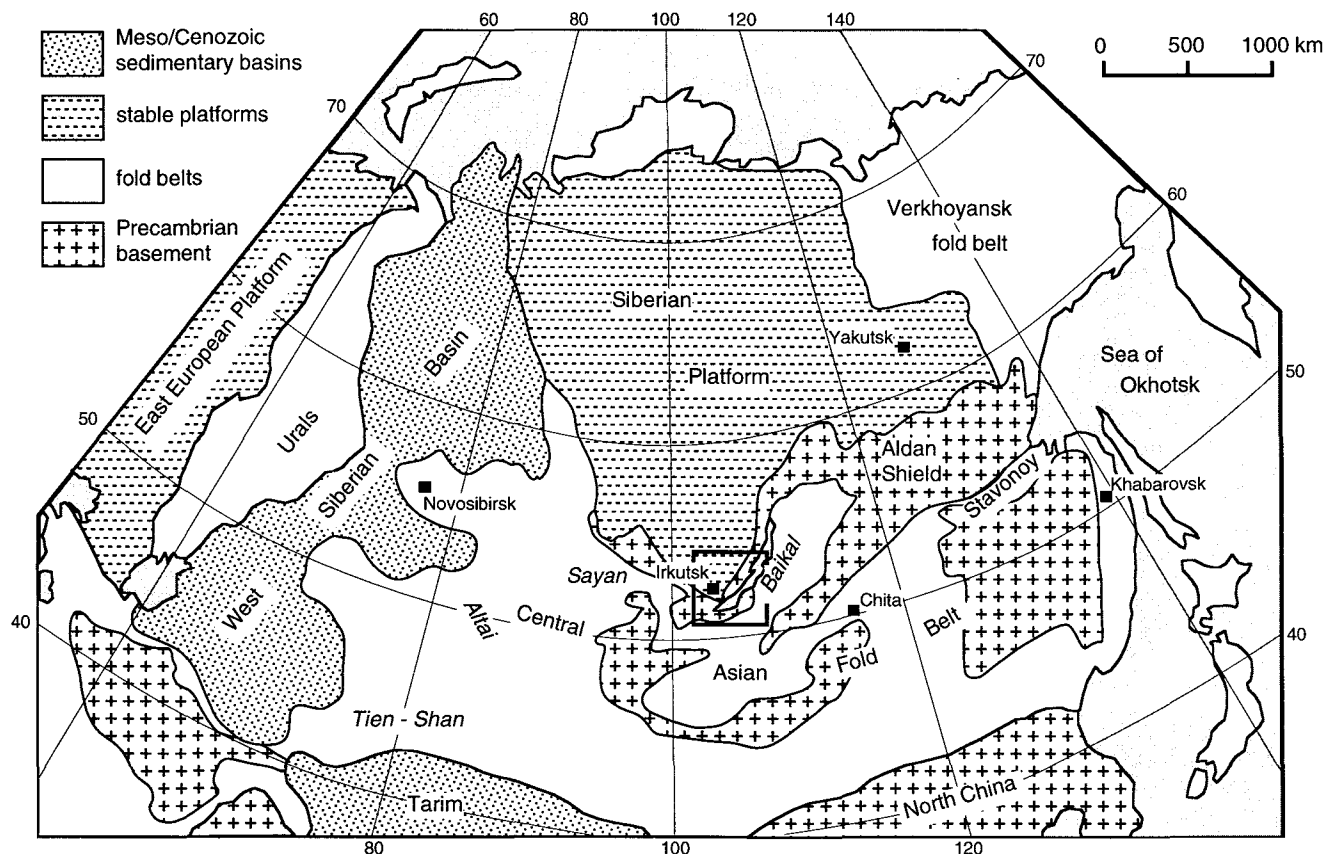 Meso/Cenozoic
sedimentary basins
stable platforms
fold belts
Precambrian
basement
60 80 100 120 140
0 500 1000 km
70
70
60
50
50
40
40
80 100 120
East European Platform
Urals
West Siberian Basin
Siberian
Platform
Verkhoyansk
fold belt
Yakutsk
Sea of
Okhotsk
Aldan
Shield
Stavonoy
Khabarovsk
Novosibirsk
Sayan
Irkutsk
Baikal
Altai
Chita
Central
Asian
Fold
Belt
Tien - Shan
Tarim
North China